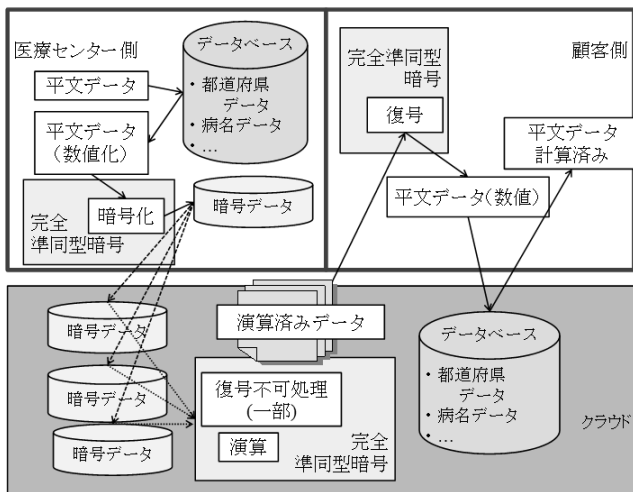 医療センター側
平文データ
平文データ
(数値化)
データベース
・都道府県
データ
・病名データ
・…
完全
準同型暗号
暗号化
暗号データ
顧客側
完全準同型
暗号
復号
平文データ
計算済み
平文データ(数値)
暗号データ
暗号データ
暗号データ
演算済みデータ
復号不可処理
(一部)
演算
完全
準同型暗号
データベース
・都道府県
データ
・病名データ
・…
クラウド